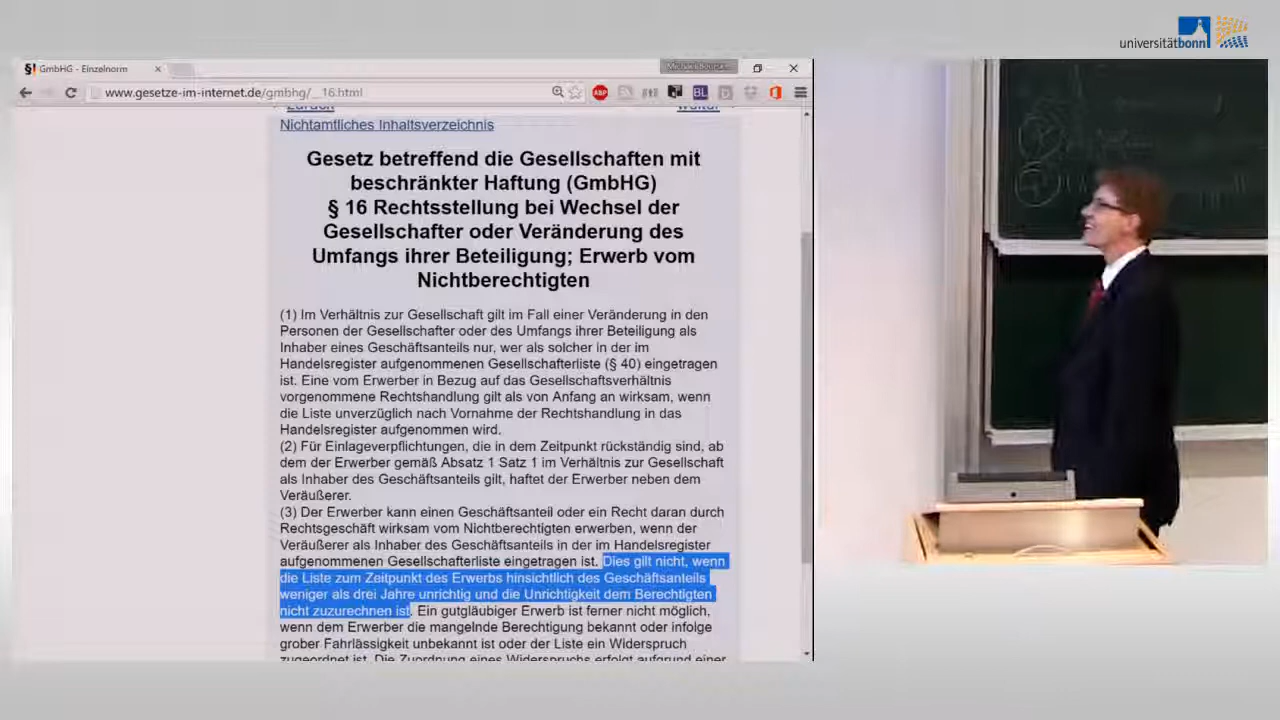 universitätbonn
GmbHG - Einzelnorm
www.gesetze-im-internet.de/gmbhg/__16.html
zurück weiter
Nichtamtliches Inhaltsverzeichnis
Gesetz betreffend die Gesellschaften mit
beschränkter Haftung (GmbHG)
§ 16 Rechtsstellung bei Wechsel der
Gesellschafter oder Veränderung des
Umfangs ihrer Beteiligung; Erwerb vom
Nichtberechtigten
(1) Im Verhältnis zur Gesellschaft gilt im Fall einer Veränderung in den
Personen der Gesellschafter oder des Umfangs ihrer Beteiligung als
Inhaber eines Geschäftsanteils nur, wer als solcher in der im
Handelsregister aufgenommenen Gesellschafterliste (§ 40) eingetragen
ist. Eine vom Erwerber in Bezug auf das Gesellschaftsverhältnis
vorgenommene Rechtshandlung gilt als von Anfang an wirksam, wenn
die Liste unverzüglich nach Vornahme der Rechtshandlung in das
Handelsregister aufgenommen wird.
(2) Für Einlageverpflichtungen, die in dem Zeitpunkt rückständig sind, ab
dem der Erwerber gemäß Absatz 1 Satz 1 im Verhältnis zur Gesellschaft
als Inhaber des Geschäftsanteils gilt, haftet der Erwerber neben dem
Veräußerer.
(3) Der Erwerber kann einen Geschäftsanteil oder ein Recht daran durch
Rechtsgeschäft wirksam vom Nichtberechtigten erwerben, wenn der
Veräußerer als Inhaber des Geschäftsanteils in der im Handelsregister
aufgenommenen Gesellschafterliste eingetragen ist. Dies gilt nicht, wenn
die Liste zum Zeitpunkt des Erwerbs hinsichtlich des Geschäftsanteils
weniger als drei Jahre unrichtig und die Unrichtigkeit dem Berechtigten
nicht zuzurechnen ist. Ein gutgläubiger Erwerb ist ferner nicht möglich,
wenn dem Erwerber die mangelnde Berechtigung bekannt oder infolge
grober Fahrlässigkeit unbekannt ist oder der Liste ein Widerspruch
zugeordnet ist. Die Zuordnung eines Widerspruchs erfolgt aufgrund einer